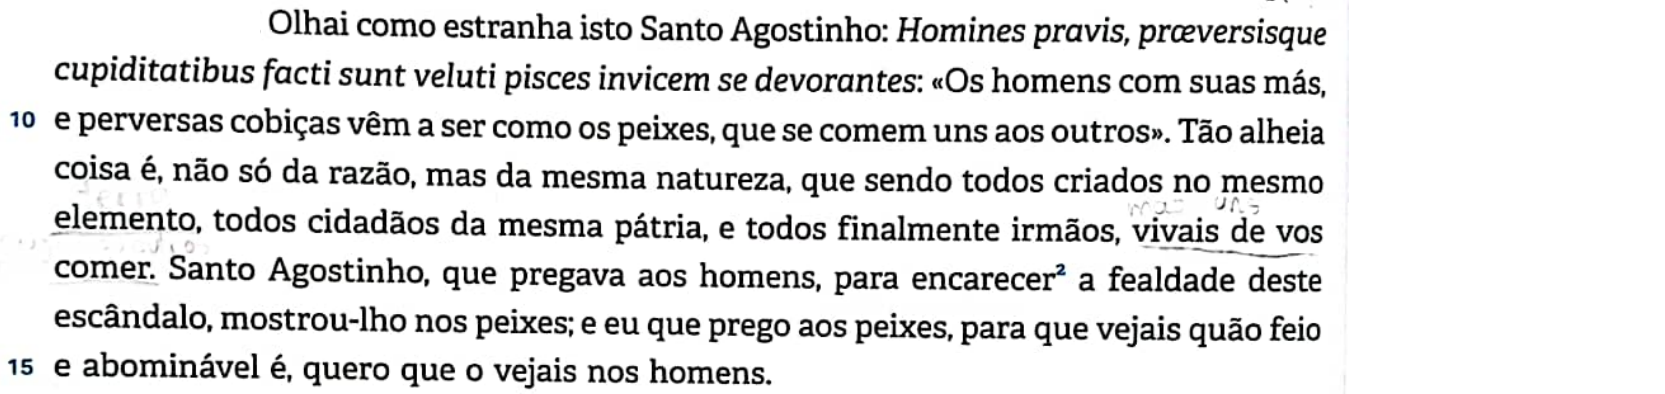 Olhai como estranha isto Santo Agostinho: Homines pravis, præversisque
cupiditatibus facti sunt veluti pisces invicem se devorantes: «Os homens com suas más,
10 e perversas cobiças vêm a ser como os peixes, que se comem uns aos outros». Tão alheia
coisa é, não só da razão, mas da mesma natureza, que sendo todos criados no mesmo
elemento, todos cidadãos da mesma pátria, e todos finalmente irmãos, vivais de vos
comer. Santo Agostinho, que pregava aos homens, para encarecer² a fealdade deste
escândalo, mostrou-lho nos peixes; e eu que prego aos peixes, para que vejais quão feio
15 e abominável é, quero que o vejais nos homens.